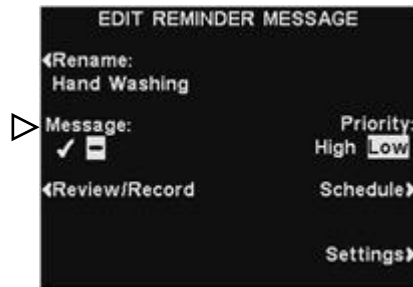 EDIT REMINDER MESSAGE
Rename:
Hand Washing
Message:
Priority:
High Low
Review/Record
Schedule
Settings